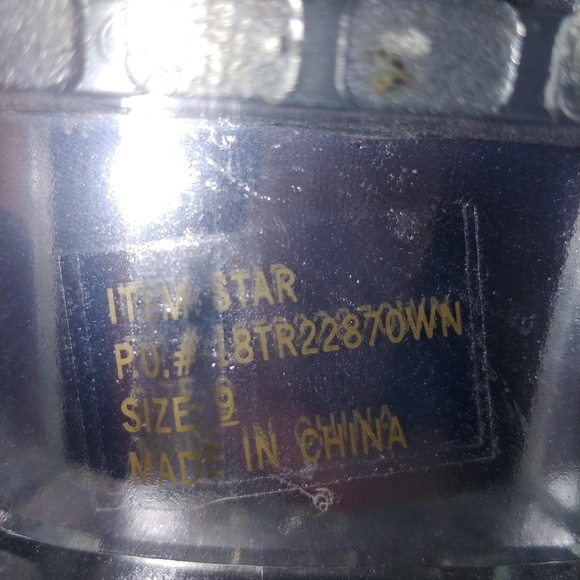 ITEM: STAR
P.O.# 18TR22870WN
SIZE: 9
MADE IN CHINA